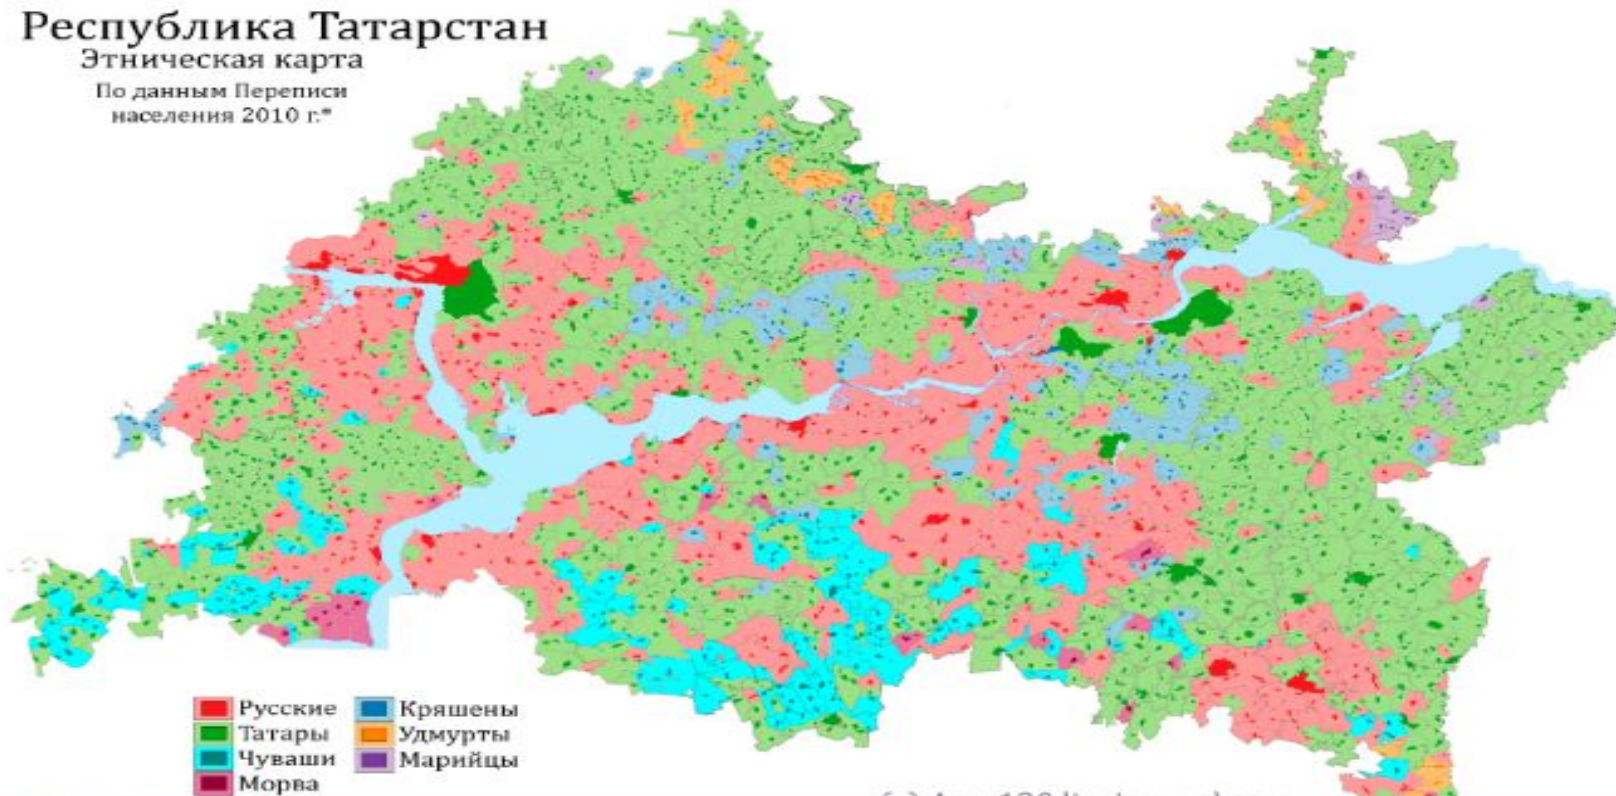 Республика Татарстан
Этническая карта
По данным Переписи
населения 2010 г.*
Русские
Татары
Чуваши
Морва
Кряшены
Удмурты
Марийцы